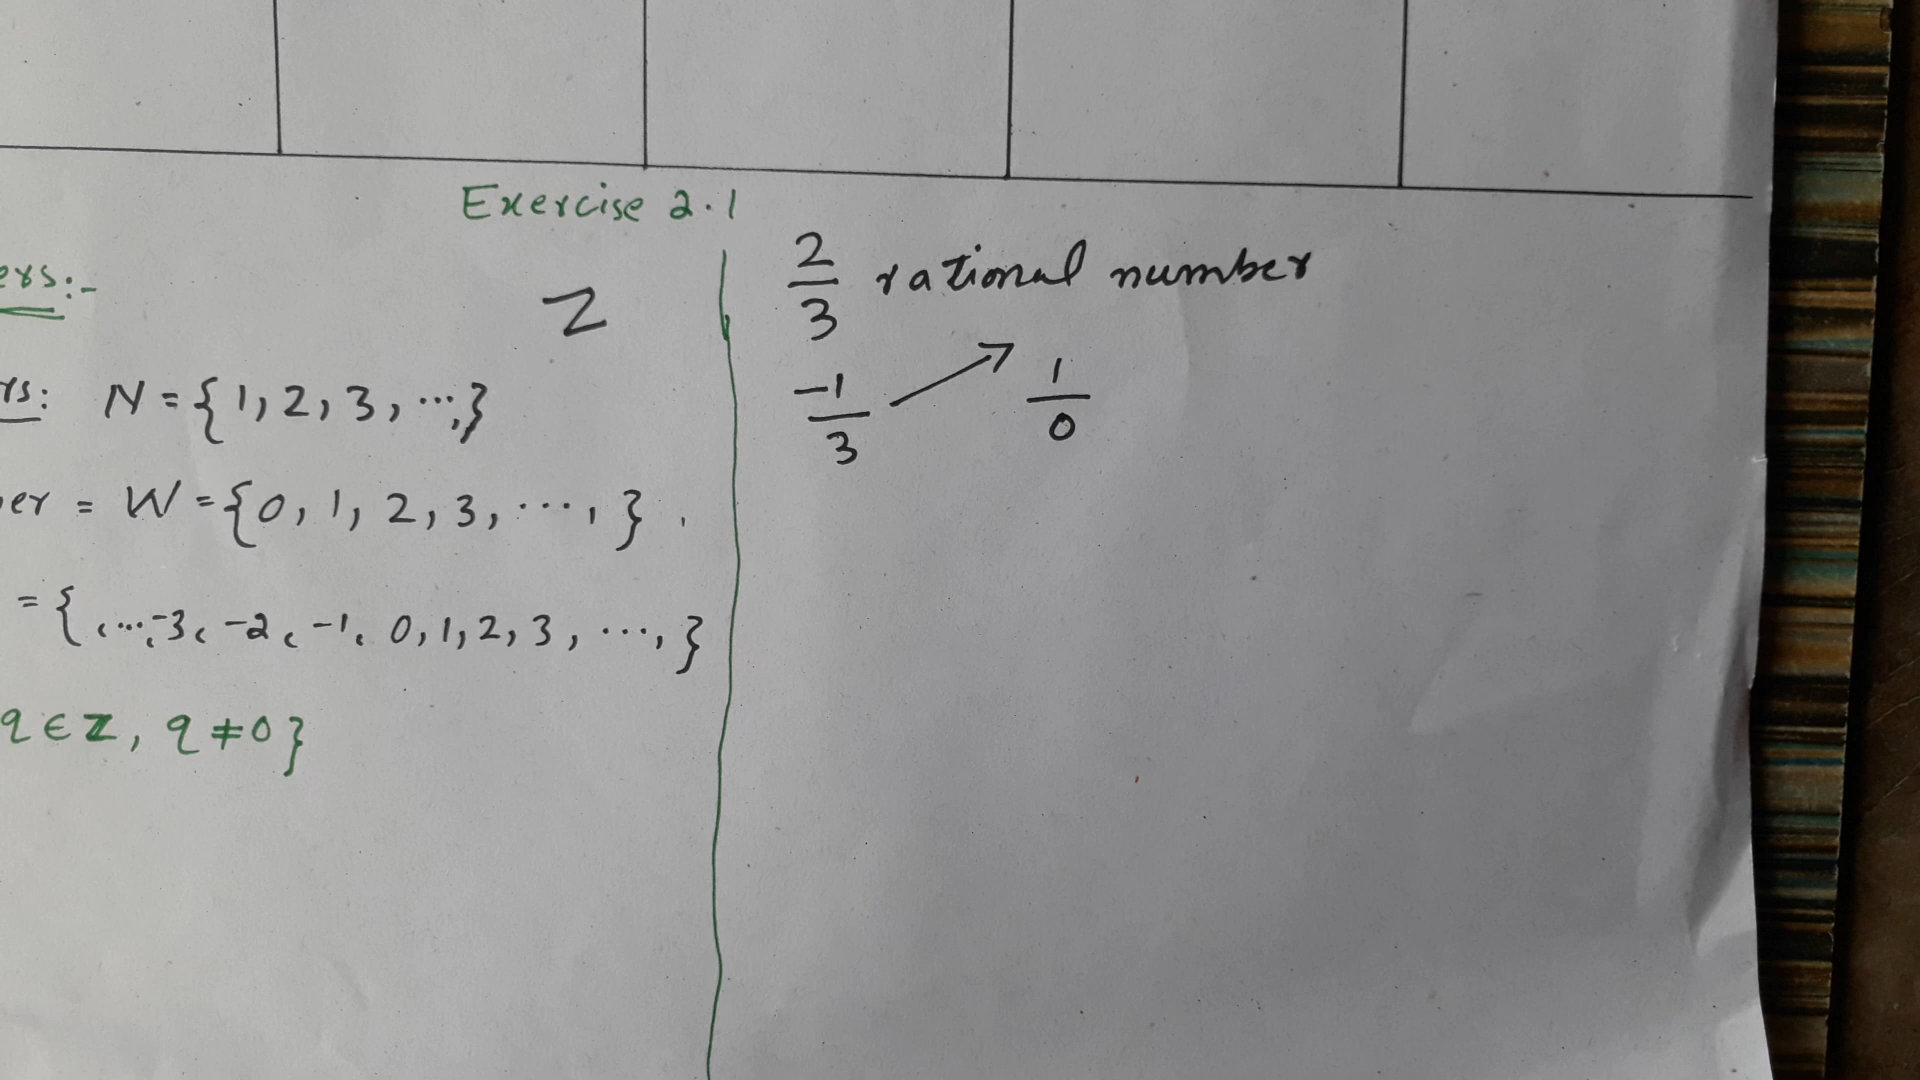 Exercise 2.1
ers:-
Z
rs: N = {1, 2, 3, ...,}
er = W = {0, 1, 2, 3, ..., } .
= {, ..., -3, -2, -1, 0, 1, 2, 3, ..., }
q ∈ Z, q ≠ 0}
2/3 rational number
-1/3 ↗ 1/0